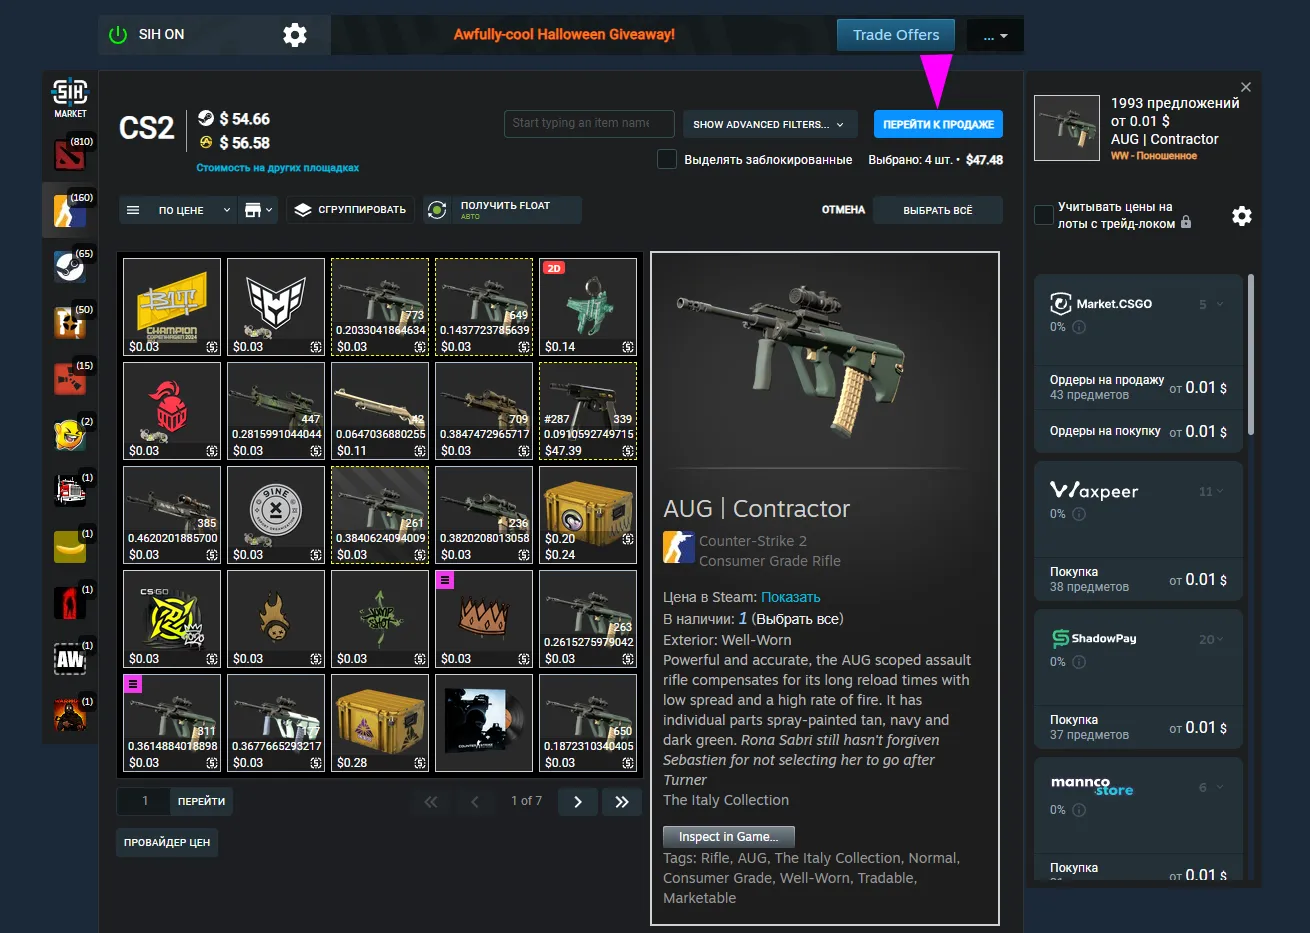 SIH ON
Awfully-cool Halloween Giveaway!
Trade Offers
...
SIH
MARKET
(810)
(160)
(65)
(50)
(15)
(2)
(1)
(1)
(1)
(1)
AW
(1)
CS2
$ 54.66
$ 56.58
Стоимость на других площадках
Start typing an item name
SHOW ADVANCED FILTERS...
ПЕРЕЙТИ К ПРОДАЖЕ
Выделять заблокированные
Выбрано: 4 шт. • $47.48
ПО ЦЕНЕ
СГРУППИРОВАТЬ
ПОЛУЧИТЬ FLOAT
АВТО
ОТМЕНА
ВЫБРАТЬ ВСЁ
CHAMPION
COPENHAGEN 2024
$0.03
$0.03
773
0.2033041864634
$0.03
649
0.1437723785639
$0.03
2D
$0.14
$0.03
447
0.2815991044044
$0.03
42
0.0647036880255
$0.11
709
0.3847472965717
$0.03
#287 339
0.0910592749715
$47.39
385
0.4620201885700
$0.03
9INE
$0.03
261
0.3840624094009
$0.03
236
0.3820208013058
$0.03
$0.20
$0.24
CS:GO
$0.03
$0.03
$0.03
$0.03
263
0.2615275979042
$0.03
311
0.3614884018898
$0.03
177
0.3677665293217
$0.03
$0.28
650
0.1872310340405
$0.03
1
ПЕРЕЙТИ
1 of 7
ПРОВАЙДЕР ЦЕН
AUG | Contractor
Counter-Strike 2
Consumer Grade Rifle
Цена в Steam: Показать
В наличии: 1 (Выбрать все)
Exterior: Well-Worn
Powerful and accurate, the AUG scoped assault
rifle compensates for its long reload times with
low spread and a high rate of fire. It has
individual parts spray-painted tan, navy and
dark green. Rona Sabri still hasn't forgiven
Sebastien for not selecting her to go after
Turner
The Italy Collection
Inspect in Game...
Tags: Rifle, AUG, The Italy Collection, Normal,
Consumer Grade, Well-Worn, Tradable,
Marketable
1993 предложений
от 0.01 $
AUG | Contractor
WW - Поношенное
Учитывать цены на
лоты с трейд-локом
Market.CSGO
5
0%
Ордеры на продажу
43 предметов
от 0.01 $
Ордеры на покупку
от 0.01 $
Waxpeer
11
0%
Покупка
38 предметов
от 0.01 $
ShadowPay
20
0%
Покупка
37 предметов
от 0.01 $
mannco
store
6
0%
Покупка
от 0.01 $